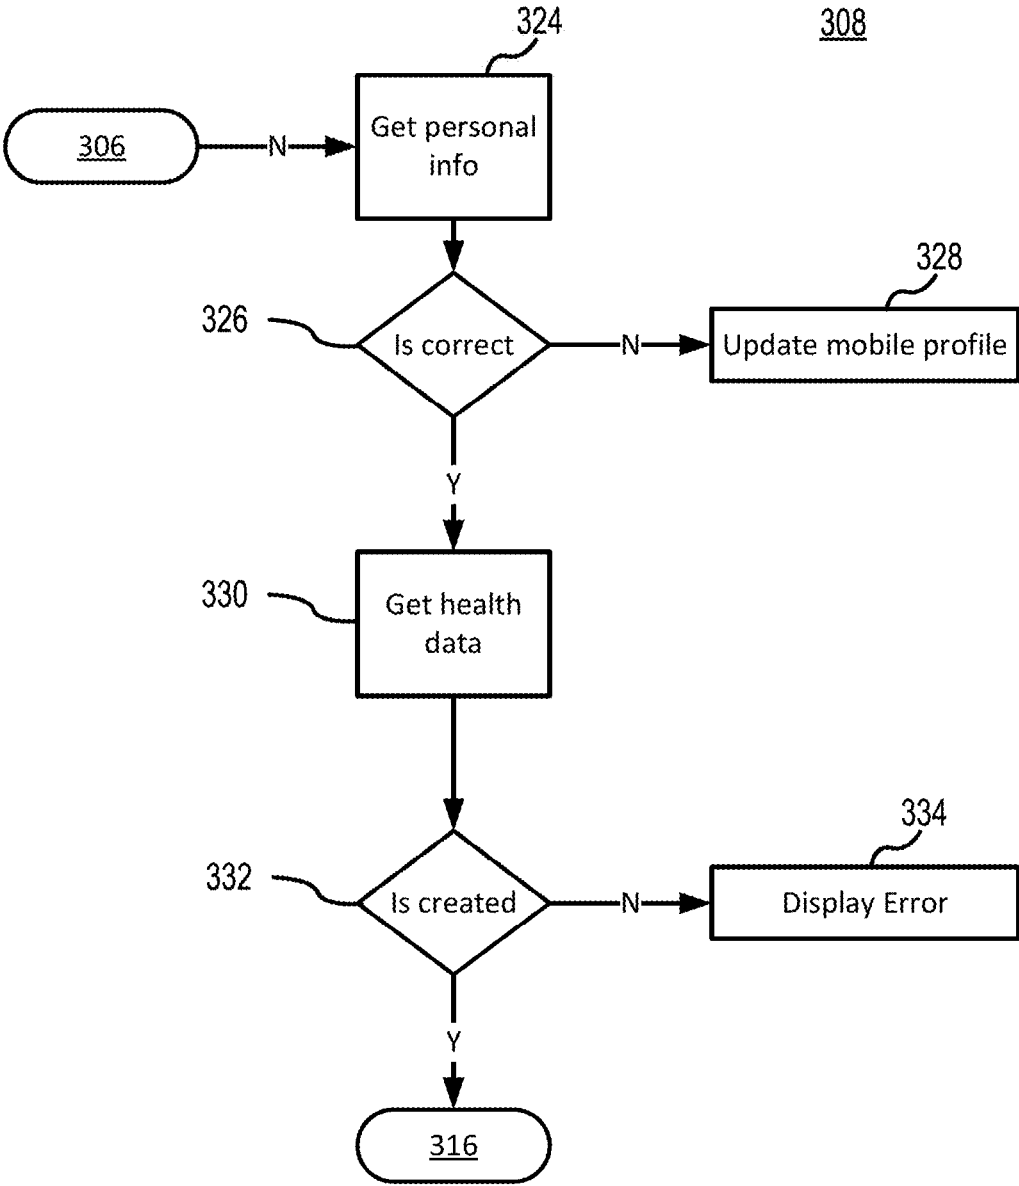 324
308
306
N
Get personal
info
328
326
Is correct
N
Update mobile profile
Y
330
Get health
data
334
332
Is created
N
Display Error
Y
316